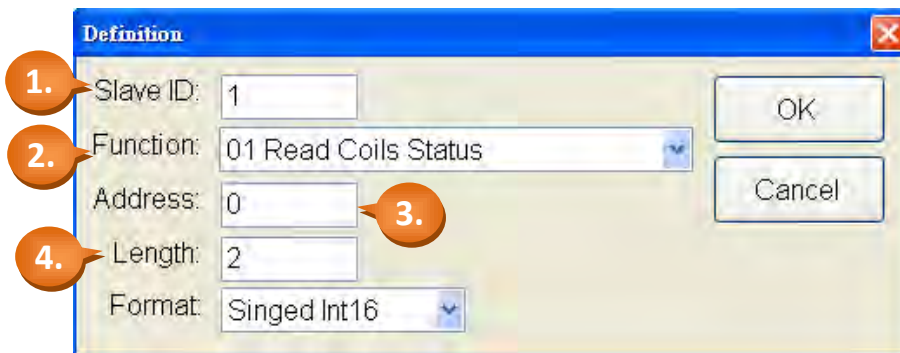 Definition
1. Slave ID: 1
OK
2. Function: 01 Read Coils Status
Address: 0 3.
Cancel
4. Length: 2
Format: Singed Int16